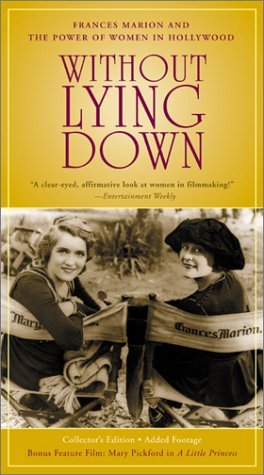 FRANCES MARION AND
THE POWER OF WOMEN IN HOLLYWOOD
WITHOUT
LYING
DOWN
"A clear-eyed, affirmative look at women in filmmaking!"
—Entertainment Weekly
Mary
Frances Marion.
Collector's Edition • Added Footage
Bonus Feature Film: Mary Pickford in A Little Princess